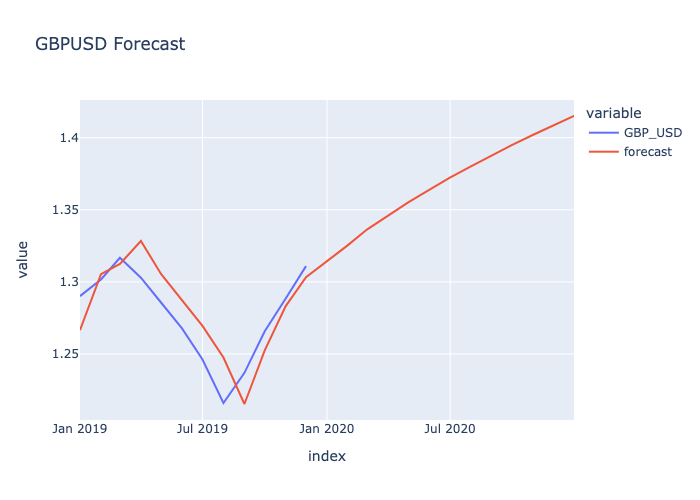 GBPUSD Forecast
variable
GBP_USD
forecast
value
1.4
1.35
1.3
1.25
Jan 2019
Jul 2019
Jan 2020
Jul 2020
index